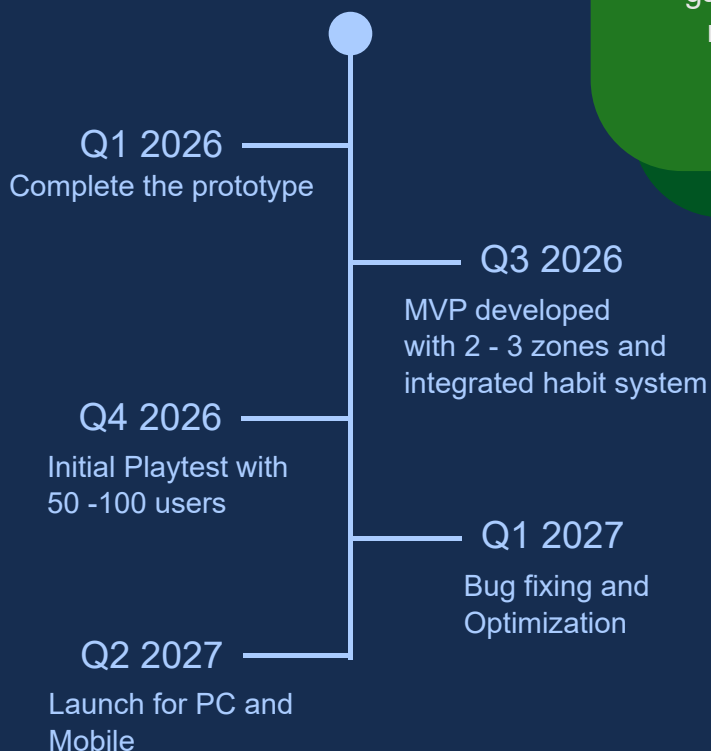 Q1 2026
Complete the prototype
Q3 2026
MVP developed
with 2 - 3 zones and
integrated habit system
Q4 2026
Initial Playtest with
50 -100 users
Q1 2027
Bug fixing and
Optimization
Q2 2027
Launch for PC and
Mobile